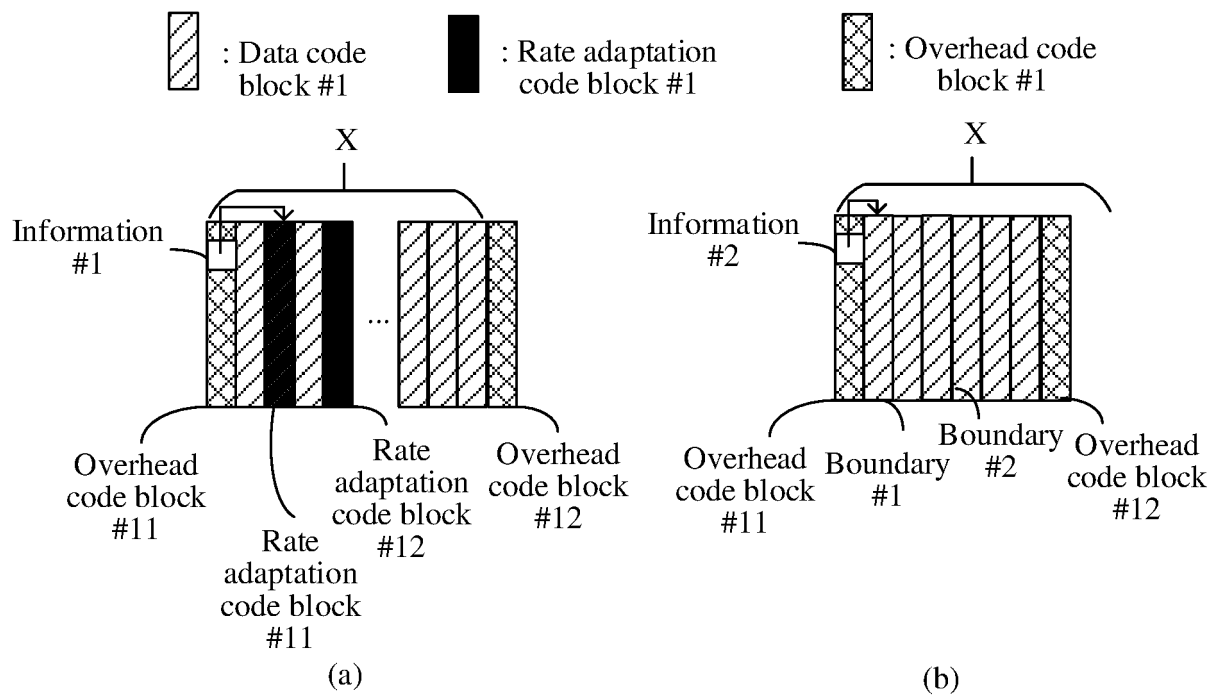 : Data code
block #1
: Rate adaptation
code block #1
: Overhead code
block #1
X
Information
#1
...
Overhead
code block
#11
Rate
adaptation
code block
#11
Rate
adaptation
code block
#12
Overhead
code block
#12
(a)
X
Information
#2
Overhead
code block
#11
Boundary
#1
Boundary
#2
Overhead
code block
#12
(b)